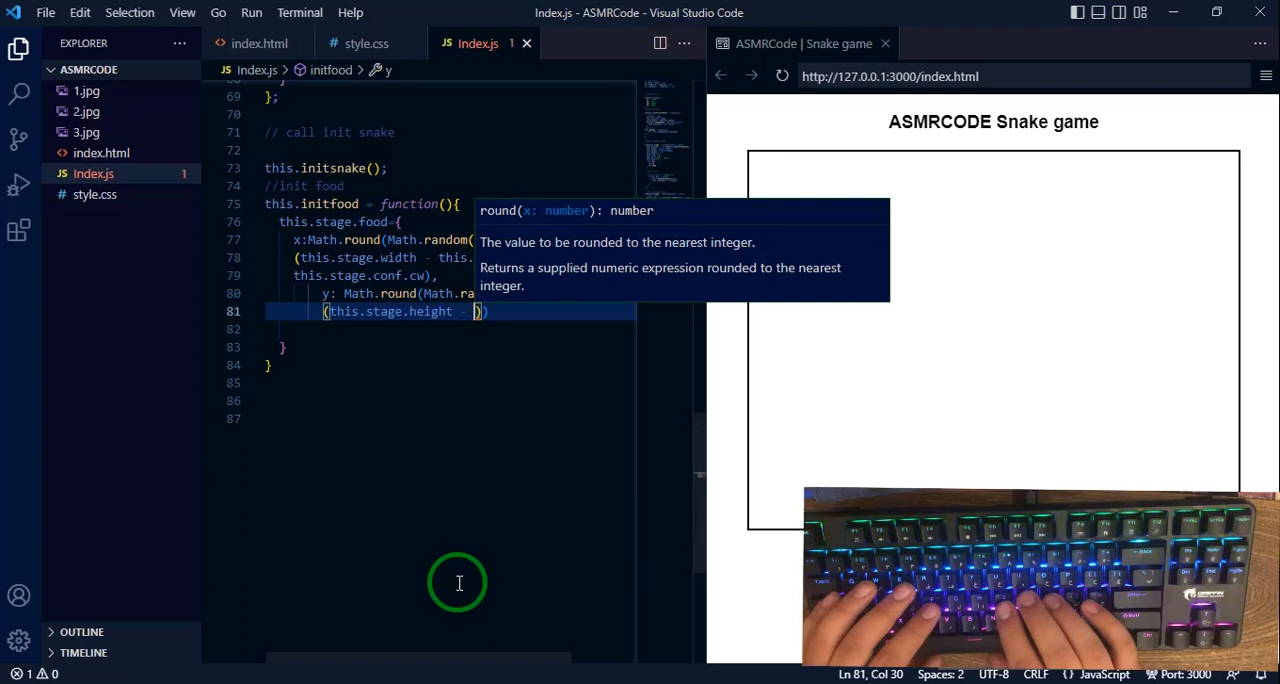 File Edit Selection View Go Run Terminal Help
Index.js - ASMRCode - Visual Studio Code
EXPLORER
ASMRCODE
1.jpg
2.jpg
3.jpg
index.html
Index.js 1
style.css
OUTLINE
TIMELINE
index.html style.css Index.js 1
Index.js > initfood > y
69 };
70
71 // call init snake
72
73 this.initsnake();
74 //init food
75 this.initfood = function(){
76 this.stage.food={
77 x:Math.round(Math.random(
78 (this.stage.width - this.
79 this.stage.conf.cw),
80 y: Math.round(Math.ra
81 (this.stage.height - ))
82
83 }
84 }
85
86
87
round(x: number): number
The value to be rounded to the nearest integer.
Returns a supplied numeric expression rounded to the nearest
integer.
ASMRCode | Snake game
http://127.0.0.1:3000/index.html
ASMRCODE Snake game
1 0
Ln 81, Col 30 Spaces: 2 UTF-8 CRLF {} JavaScript Port: 3000